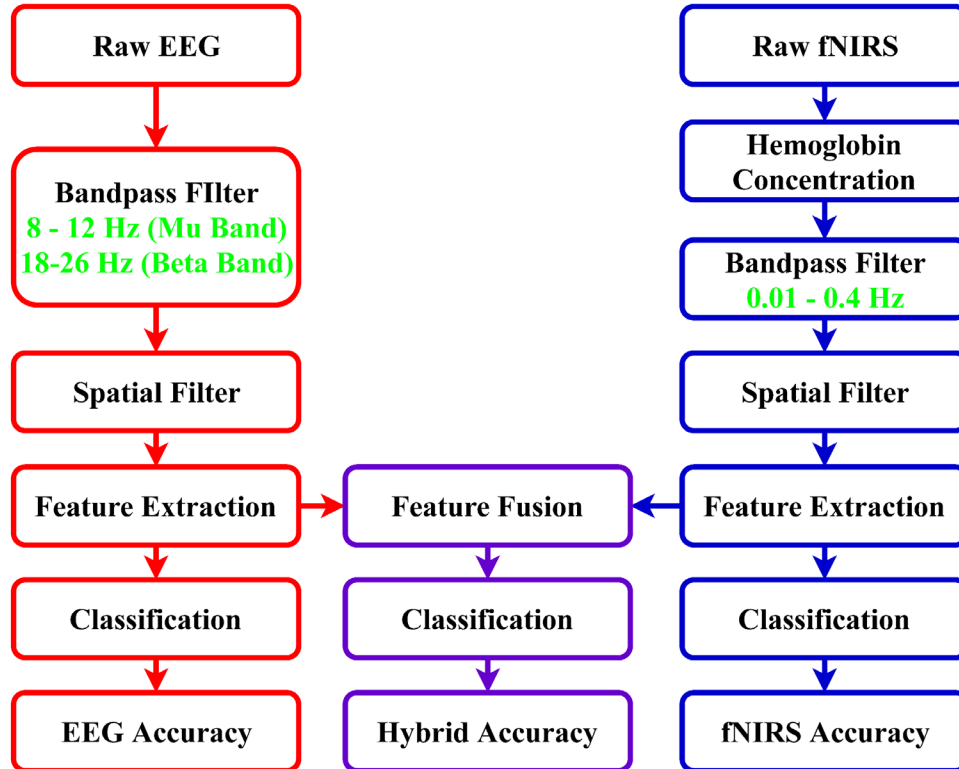 Raw EEG
Bandpass FIlter
8 - 12 Hz (Mu Band)
18-26 Hz (Beta Band)
Spatial Filter
Feature Extraction
Classification
EEG Accuracy
Feature Fusion
Classification
Hybrid Accuracy
Raw fNIRS
Hemoglobin
Concentration
Bandpass Filter
0.01 - 0.4 Hz
Spatial Filter
Feature Extraction
Classification
fNIRS Accuracy